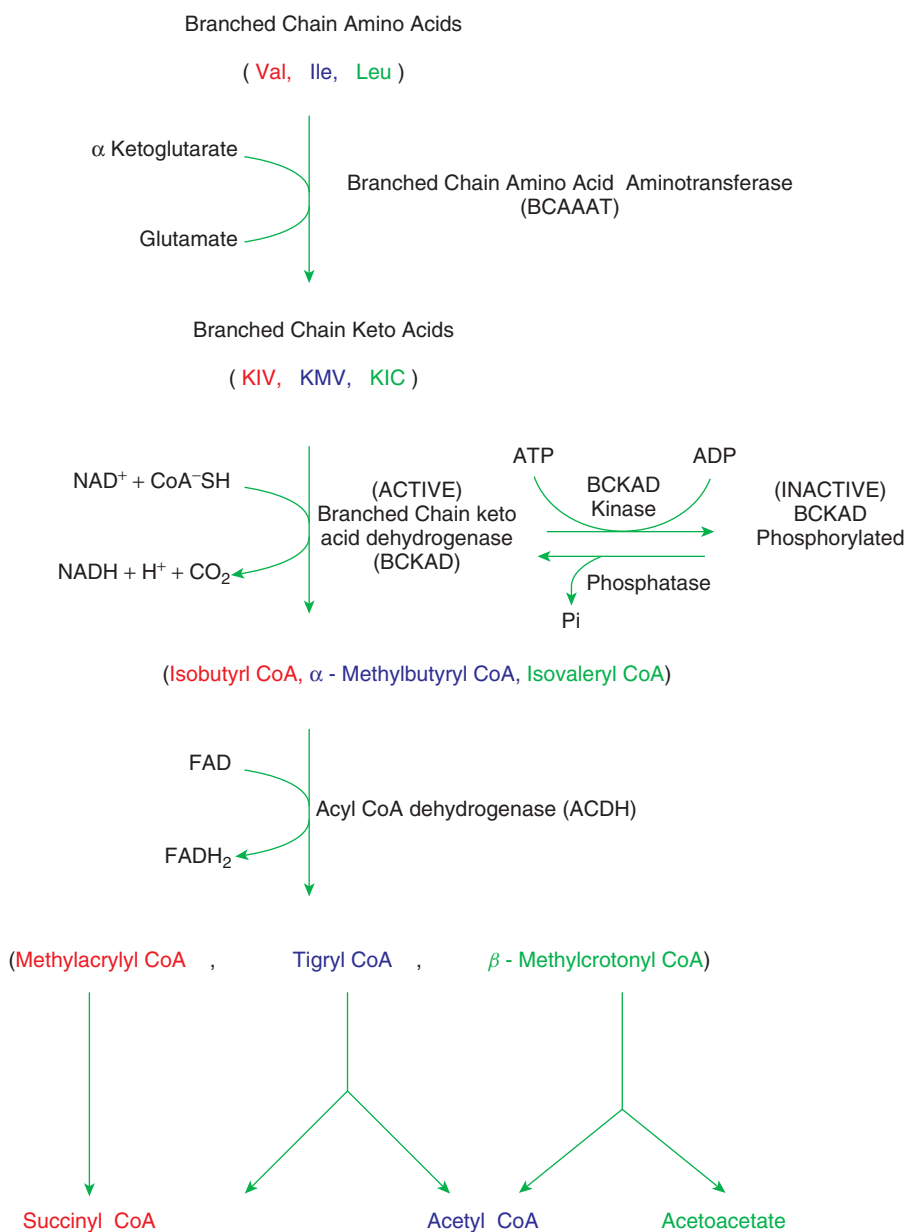 Branched Chain Amino Acids
( Val, Ile, Leu )
α Ketoglutarate
Branched Chain Amino Acid Aminotransferase
(BCAAAT)
Glutamate
Branched Chain Keto Acids
( KIV, KMV, KIC )
ATP
ADP
NAD⁺ + CoA⁻SH
(ACTIVE)
Branched Chain keto
acid dehydrogenase
(BCKAD)
BCKAD
Kinase
(INACTIVE)
BCKAD
Phosphorylated
NADH + H⁺ + CO₂
Phosphatase
Pi
(Isobutyrl CoA, α - Methylbutyryl CoA, Isovaleryl CoA)
FAD
Acyl CoA dehydrogenase (ACDH)
FADH₂
(Methylacrylyl CoA , Tigryl CoA , β - Methylcrotonyl CoA)
Succinyl CoA
Acetyl CoA
Acetoacetate